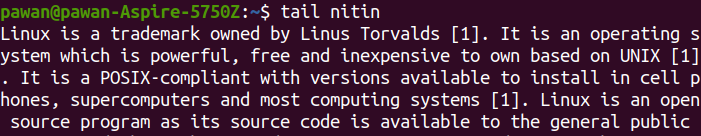 pawan@pawan-Aspire-5750Z:~$ tail nitin
Linux is a trademark owned by Linus Torvalds [1]. It is an operating s
ystem which is powerful, free and inexpensive to own based on UNIX [1]
. It is a POSIX-compliant with versions available to install in cell p
hones, supercomputers and most computing systems [1]. Linux is an open
 source program as its source code is available to the general public